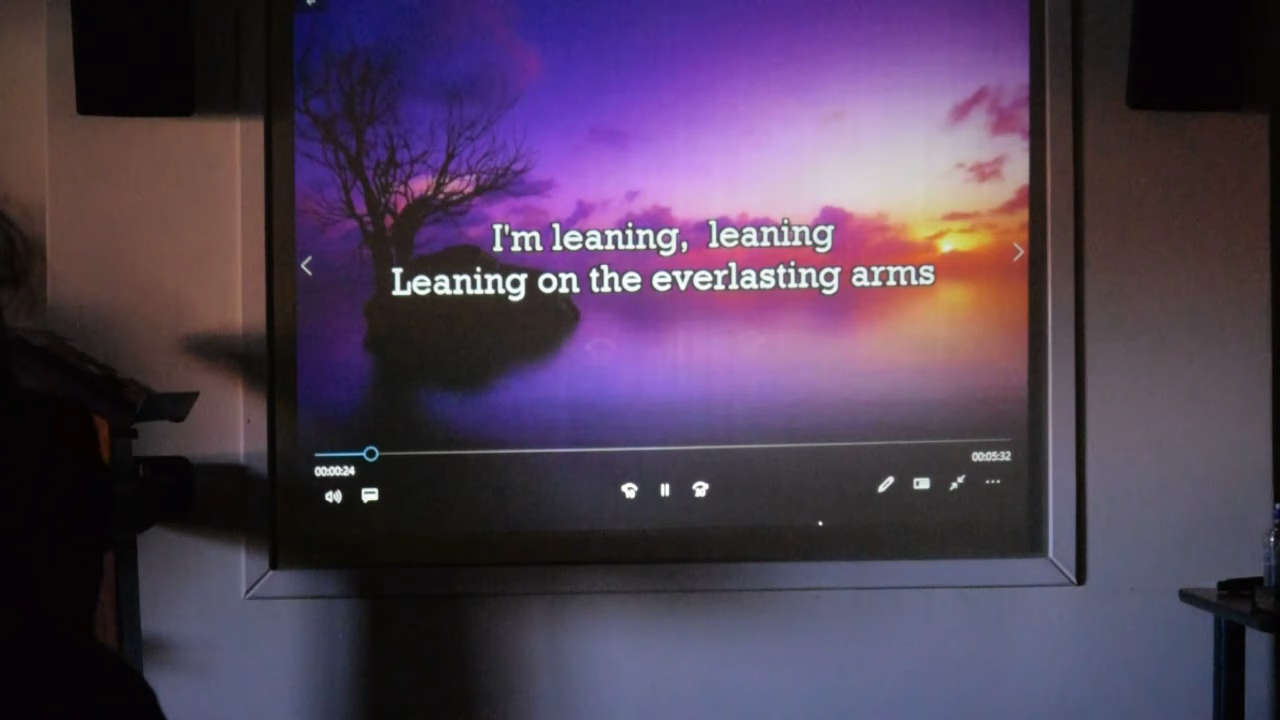 I'm leaning, leaning
Leaning on the everlasting arms
00:00:24
00:05:32